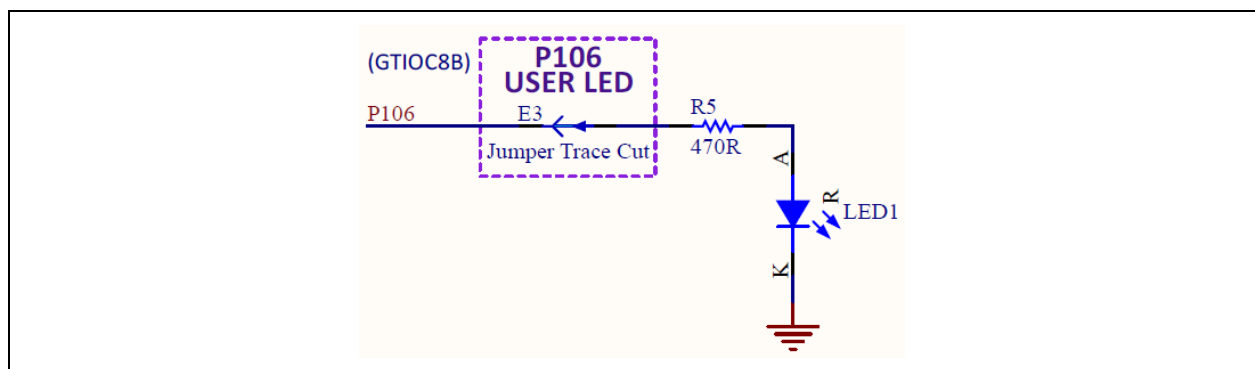 (GTIOC8B)
P106
USER LED
P106
E3
R5
Jumper Trace Cut
470R
A
R
LED1
K